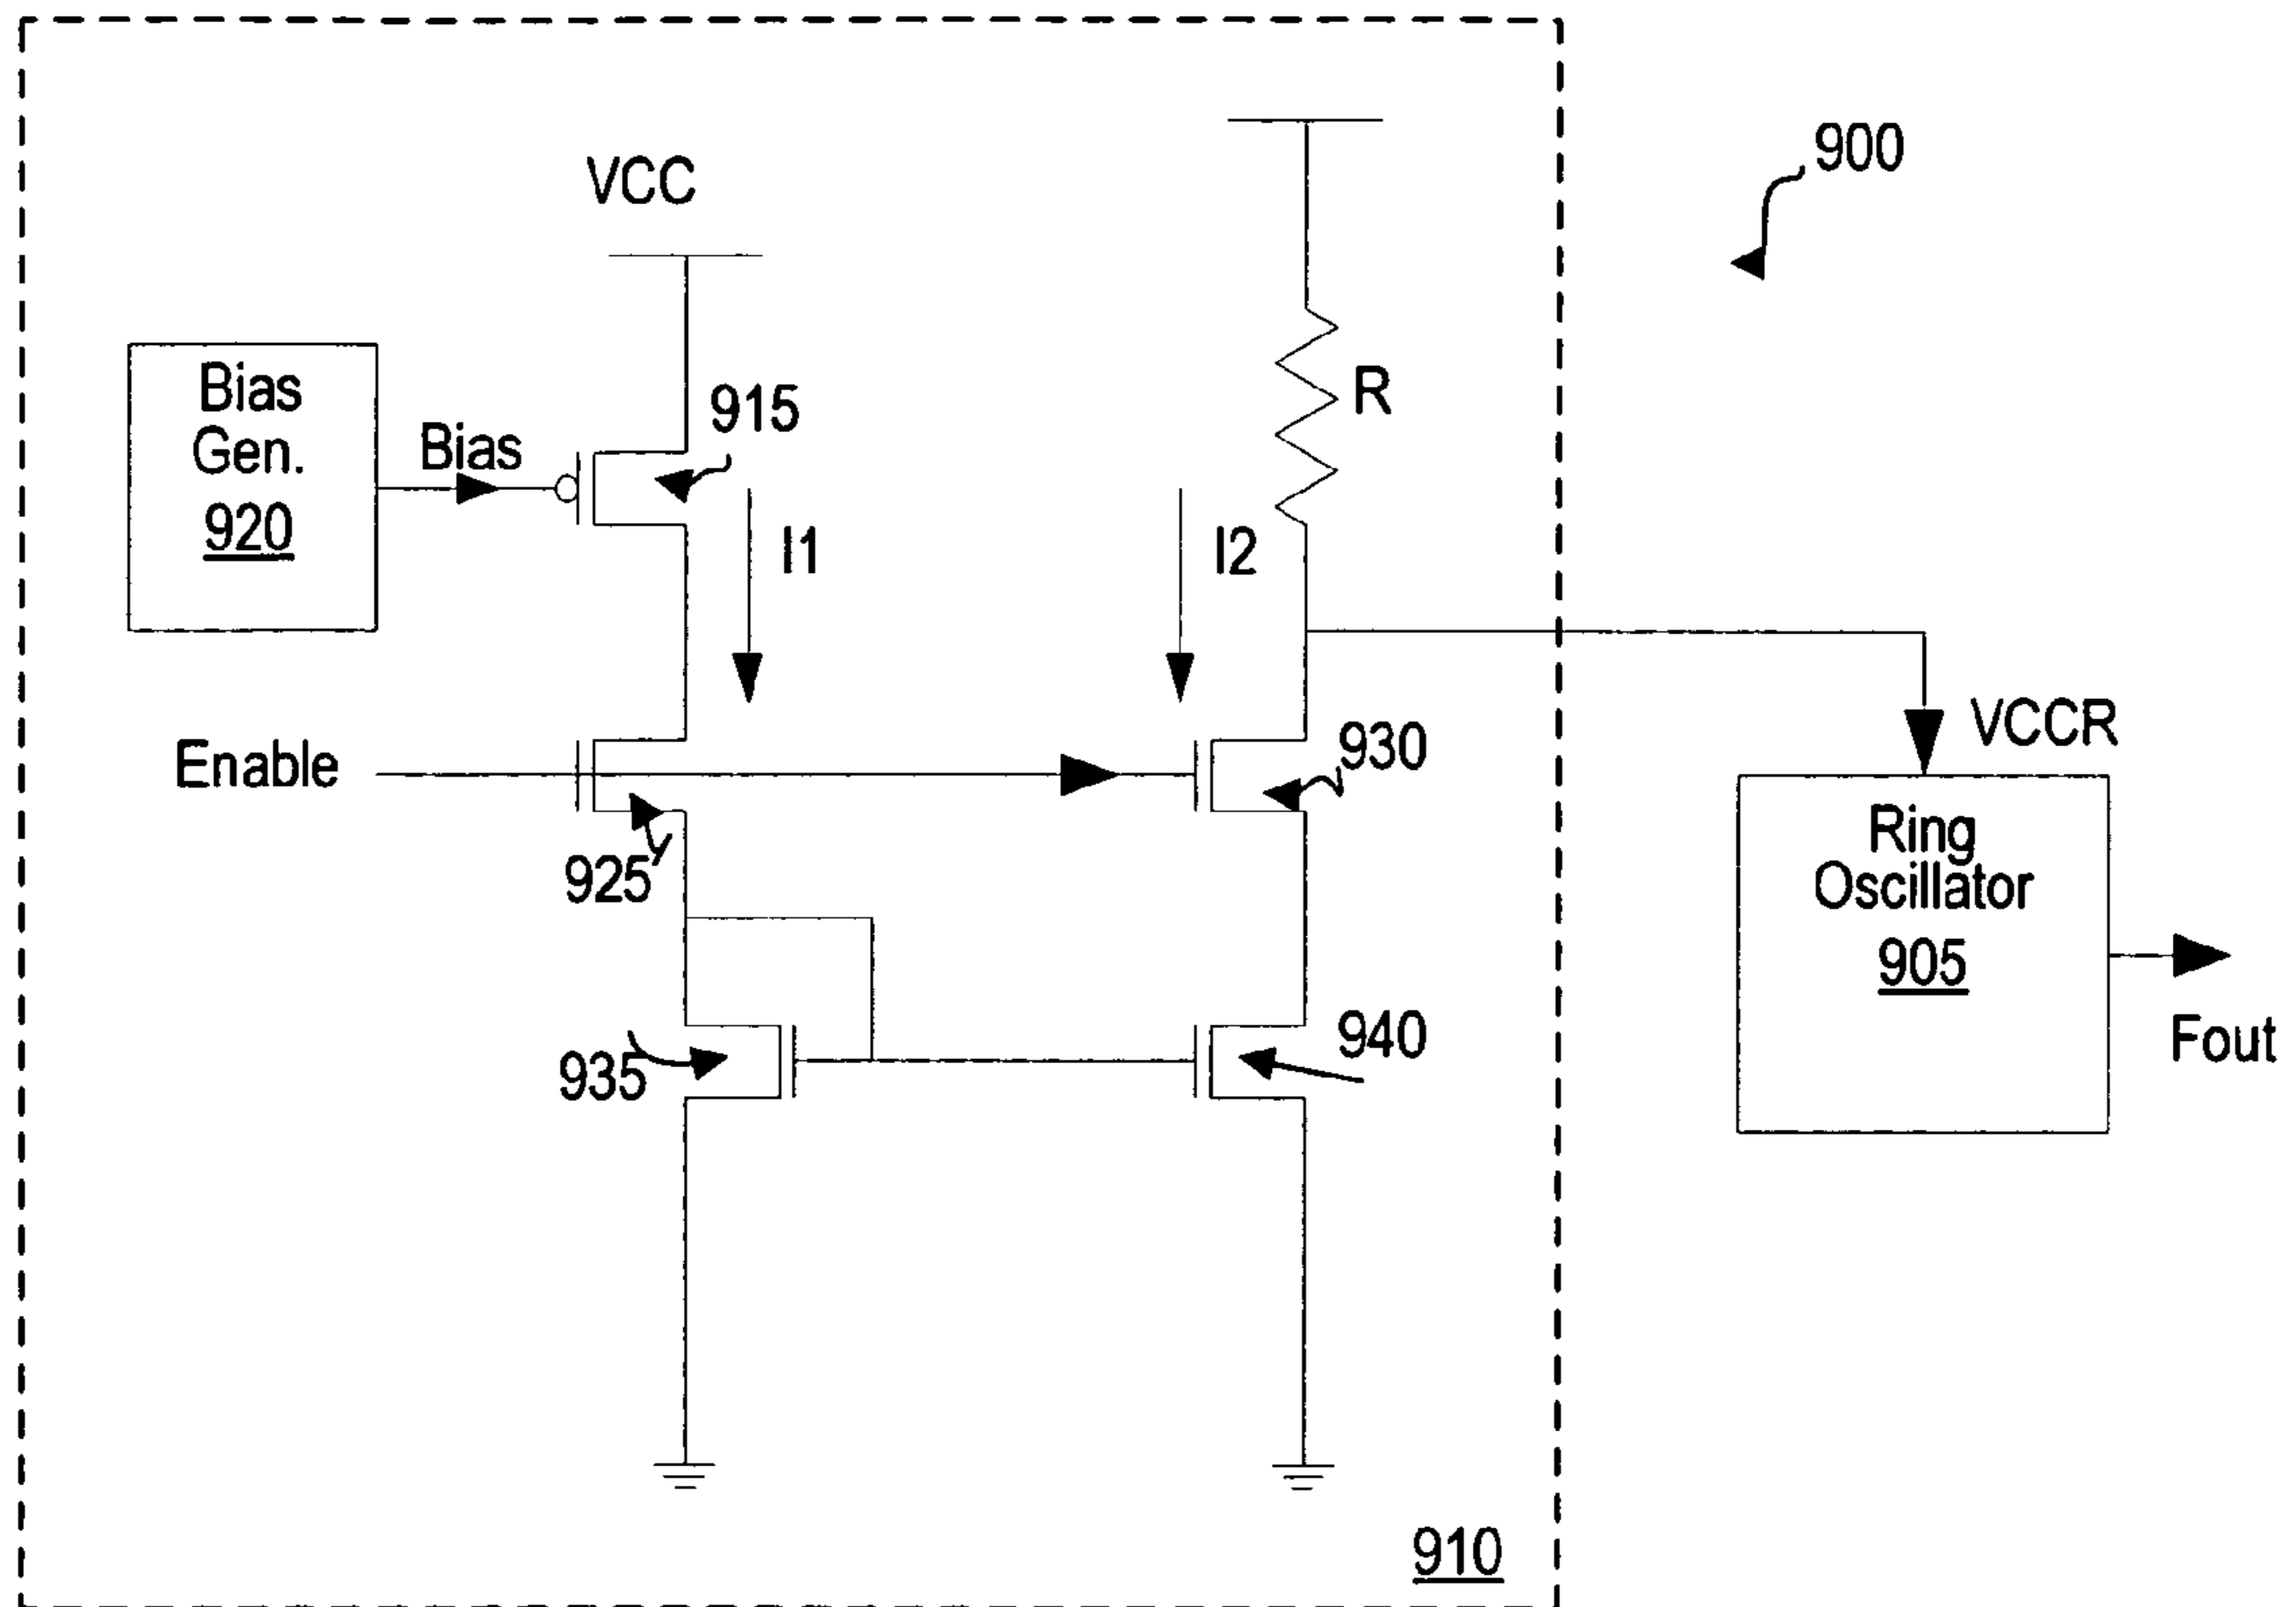 900
VCC
Bias
Gen.
920
Bias
915
R
I1
I2
Enable
925
930
VCCR
Ring
Oscillator
905
Fout
935
940
910